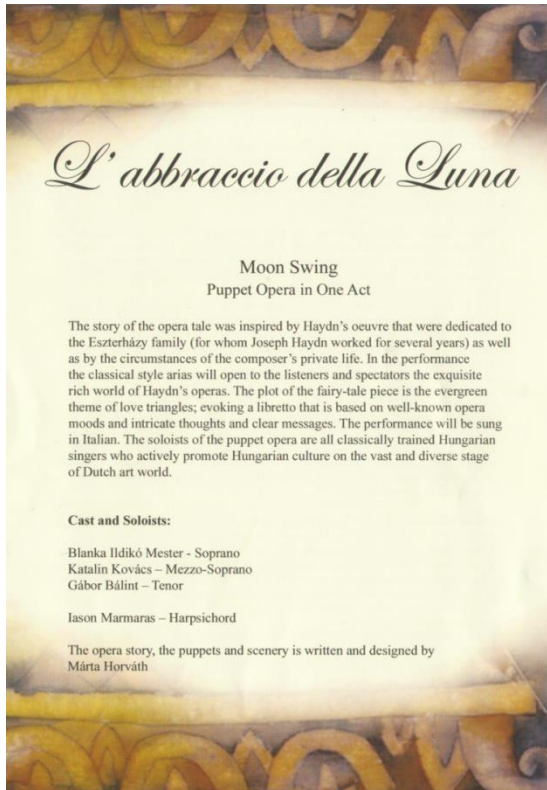 L' abbraccio della Luna
Moon Swing
Puppet Opera in One Act
The story of the opera tale was inspired by Haydn's oeuvre that were dedicated to
the Eszterházy family (for whom Joseph Haydn worked for several years) as well
as by the circumstances of the composer's private life. In the performance
the classical style arias will open to the listeners and spectators the exquisite
rich world of Haydn's operas. The plot of the fairy-tale piece is the evergreen
theme of love triangles; evoking a libretto that is based on well-known opera
moods and intricate thoughts and clear messages. The performance will be sung
in Italian. The soloists of the puppet opera are all classically trained Hungarian
singers who actively promote Hungarian culture on the vast and diverse stage
of Dutch art world.
Cast and Soloists:
Blanka Ildikó Mester - Soprano
Katalin Kovács – Mezzo-Soprano
Gábor Bálint – Tenor
Iason Marmaras – Harpsichord
The opera story, the puppets and scenery is written and designed by
Márta Horváth